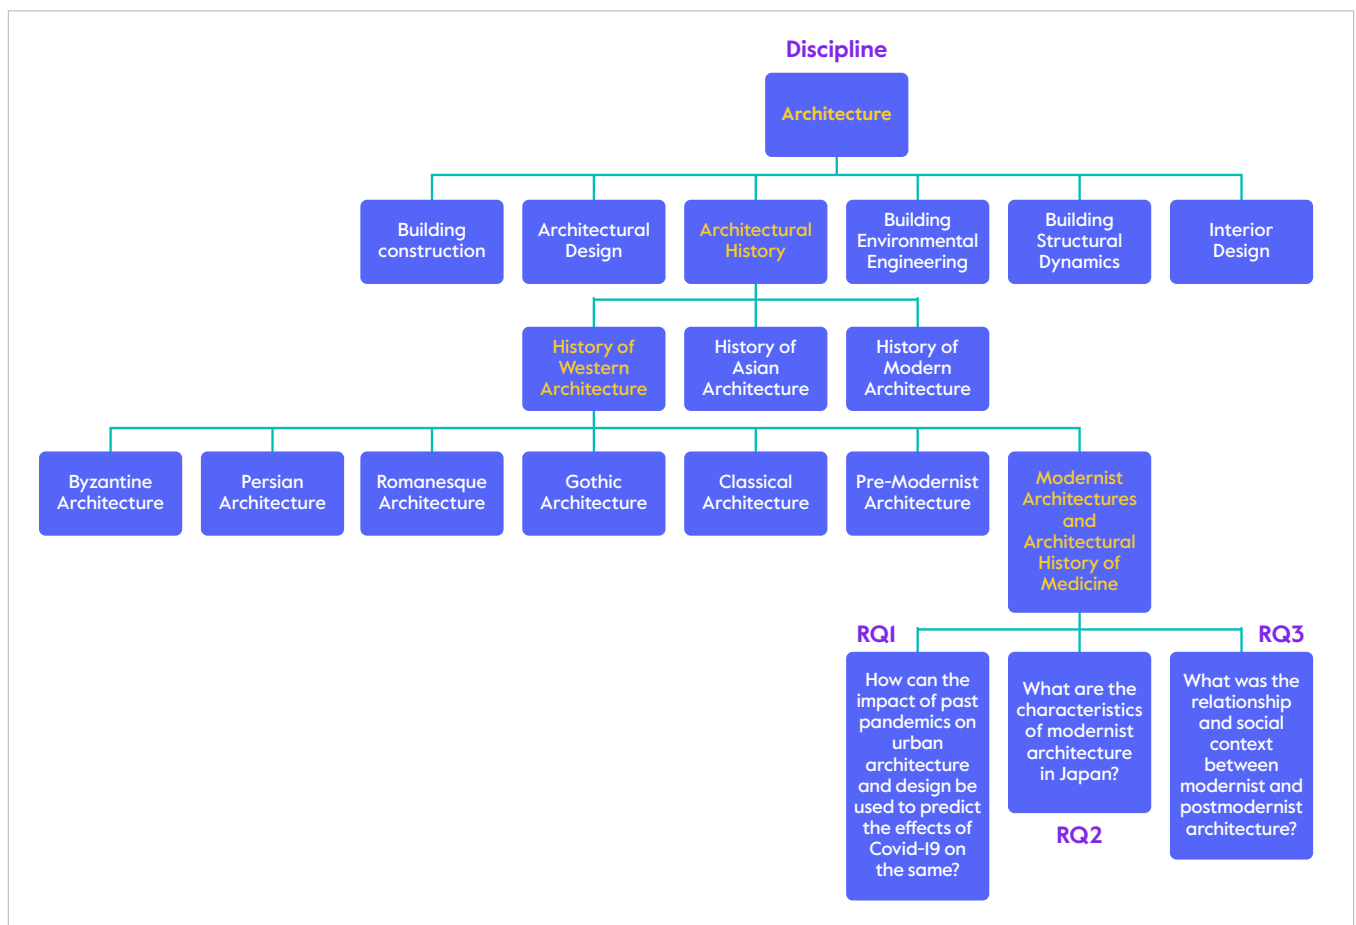 Discipline
Architecture
Building
construction
Architectural
Design
Architectural
History
Building
Environmental
Engineering
Building
Structural
Dynamics
Interior
Design
History of
Western
Architecture
History of
Asian
Architecture
History of
Modern
Architecture
Byzantine
Architecture
Persian
Architecture
Romanesque
Architecture
Gothic
Architecture
Classical
Architecture
Pre-Modernist
Architecture
Modernist
Architectures
and
Architectural
History of
Medicine
RQ1
How can the
impact of past
pandemics on
urban
architecture
and design be
used to predict
the effects of
Covid-19 on
the same?
What are the
characteristics
of modernist
architecture
in Japan?
RQ2
RQ3
What was the
relationship
and social
context
between
modernist and
postmodernist
architecture?